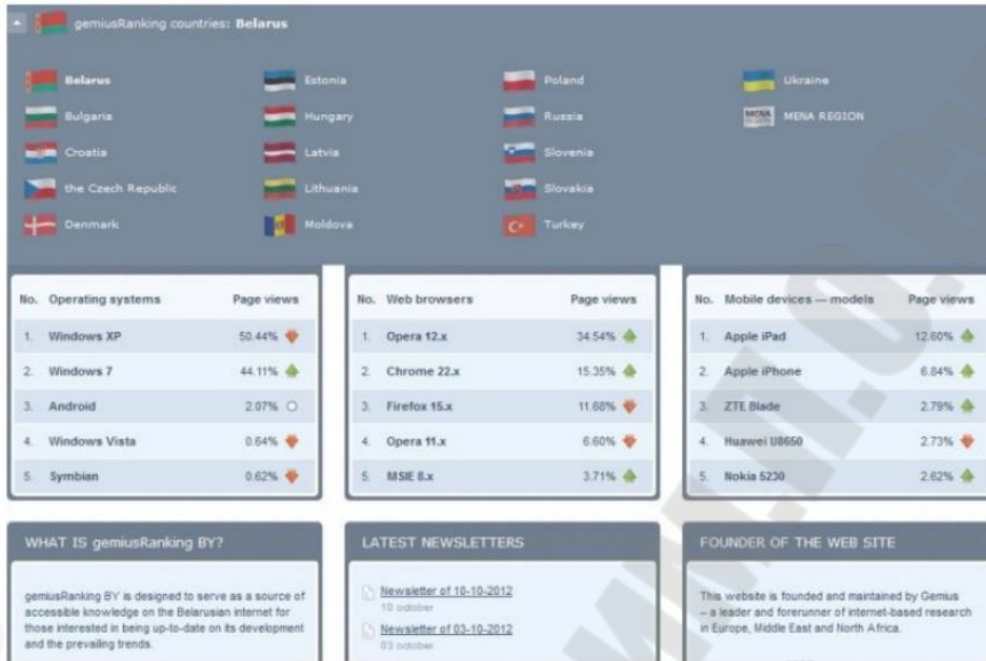 gemiusRanking countries: Belarus
Belarus
Estonia
Poland
Ukraine
Bulgaria
Hungary
Russia
MENA REGION
Croatia
Latvia
Slovenia
the Czech Republic
Lithuania
Slovakia
Denmark
Moldova
Turkey
No. Operating systems Page views
1. Windows XP 50.44%
2. Windows 7 44.11%
3. Android 2.07%
4. Windows Vista 0.64%
5. Symbian 0.62%
No. Web browsers Page views
1. Opera 12.x 34.54%
2. Chrome 22.x 15.35%
3. Firefox 15.x 11.68%
4. Opera 11.x 6.60%
5. MSIE 8.x 3.71%
No. Mobile devices — models Page views
1. Apple iPad 12.60%
2. Apple iPhone 6.84%
3. ZTE Blade 2.79%
4. Huawei U8650 2.73%
5. Nokia 5230 2.62%
WHAT IS gemiusRanking BY?
gemiusRanking BY is designed to serve as a source of
accessible knowledge on the Belarusian internet for
those interested in being up-to-date on its development
and the prevailing trends.
LATEST NEWSLETTERS
Newsletter of 10-10-2012
10 october
Newsletter of 03-10-2012
03 october
FOUNDER OF THE WEB SITE
This website is founded and maintained by Gemius
– a leader and forerunner of internet-based research
in Europe, Middle East and North Africa.